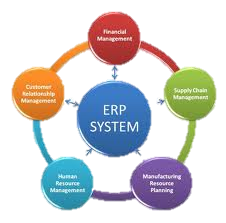 Financial
Management
Customer
Relationship
Management
Supply Chain
Management
ERP
SYSTEM
Human
Resource
Management
Manufacturing
Resource
Planning